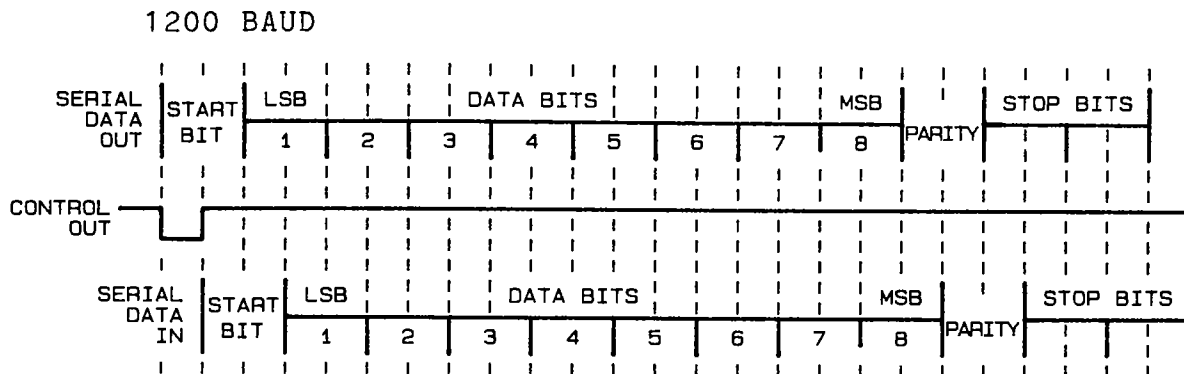 1200 BAUD
SERIAL DATA OUT
START BIT
LSB
DATA BITS
MSB
PARITY
STOP BITS
1 2 3 4 5 6 7 8
CONTROL OUT
SERIAL DATA IN
START BIT
LSB
DATA BITS
MSB
PARITY
STOP BITS
1 2 3 4 5 6 7 8